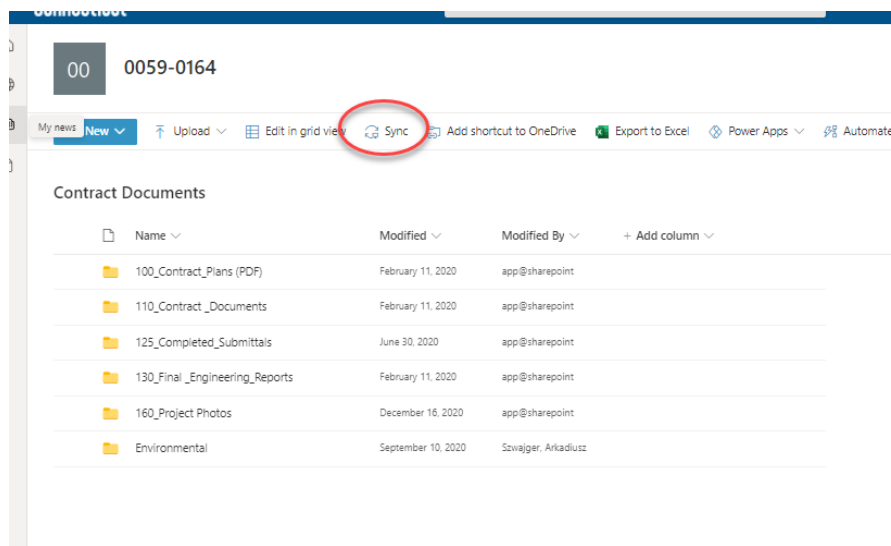 00 0059-0164
My news New Upload Edit in grid view Sync Add shortcut to OneDrive Export to Excel Power Apps Automate
Contract Documents
Name Modified Modified By + Add column
100_Contract_Plans (PDF) February 11, 2020 app@sharepoint
110_Contract _Documents February 11, 2020 app@sharepoint
125_Completed_Submittals June 30, 2020 app@sharepoint
130_Final _Engineering_Reports February 11, 2020 app@sharepoint
160_Project Photos December 16, 2020 app@sharepoint
Environmental September 10, 2020 Szwajger, Arkadiusz